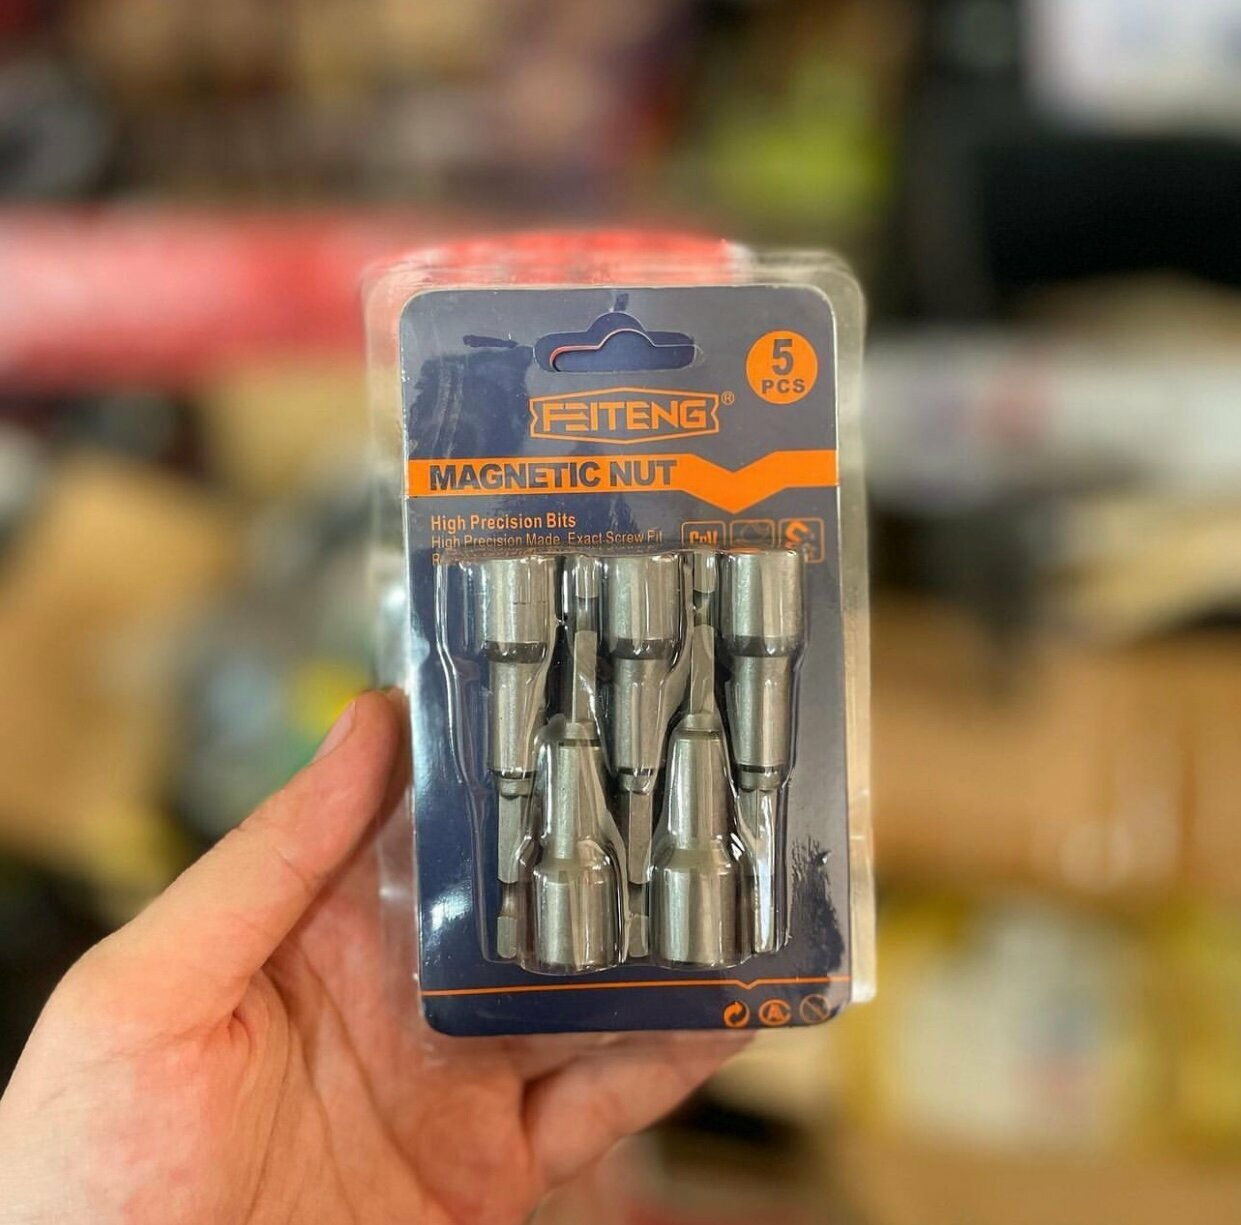 5
PCS
FEITENG®
MAGNETIC NUT
High Precision Bits
High Precision Made, Exact Screw Fit
CrV